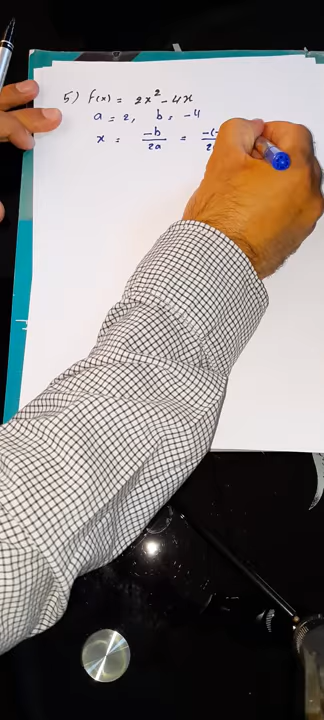 5) f(x) = 2x² - 4x
a = 2, b = -4
x = -b/2a = -(-